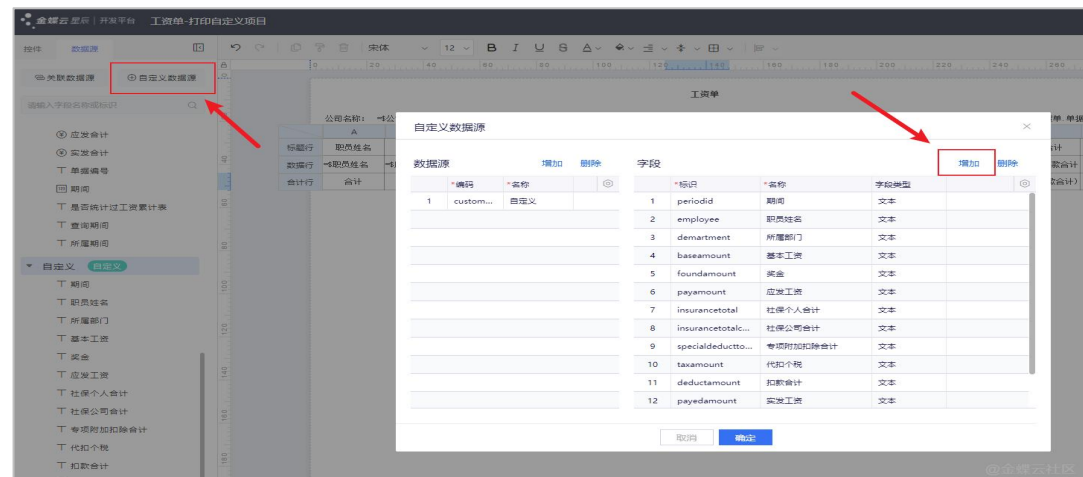 金蝶云 星辰 | 开发平台 工资单-打印自定义项目
控件 数据源
宋体 12 B I U
关联数据源 自定义数据源
请输入字段名称或标识
应发合计
实发合计
单据编号
期间
是否统计过工资累计表
查询期间
所属期间
自定义 自定义
期间
职员姓名
所属部门
基本工资
奖金
应发工资
社保个人合计
社保公司合计
专项附加扣除合计
代扣个税
扣款合计
工资单
公司名称:
A
标题行 职员姓名
数据行 =$职员姓名
合计行 合计
自定义数据源
数据源 增加 删除
*编码 *名称
1 custom... 自定义
字段 增加 删除
*标识 *名称 字段类型
1 periodid 期间 文本
2 employee 职员姓名 文本
3 demartment 所属部门 文本
4 baseamount 基本工资 文本
5 foundamount 奖金 文本
6 payamount 应发工资 文本
7 insurancetotal 社保个人合计 文本
8 insurancetotalc... 社保公司合计 文本
9 specialdeductto... 专项附加扣除合计 文本
10 taxamount 代扣个税 文本
11 deductamount 扣款合计 文本
12 payedamount 实发工资 文本
取消 确定
@金蝶云社区